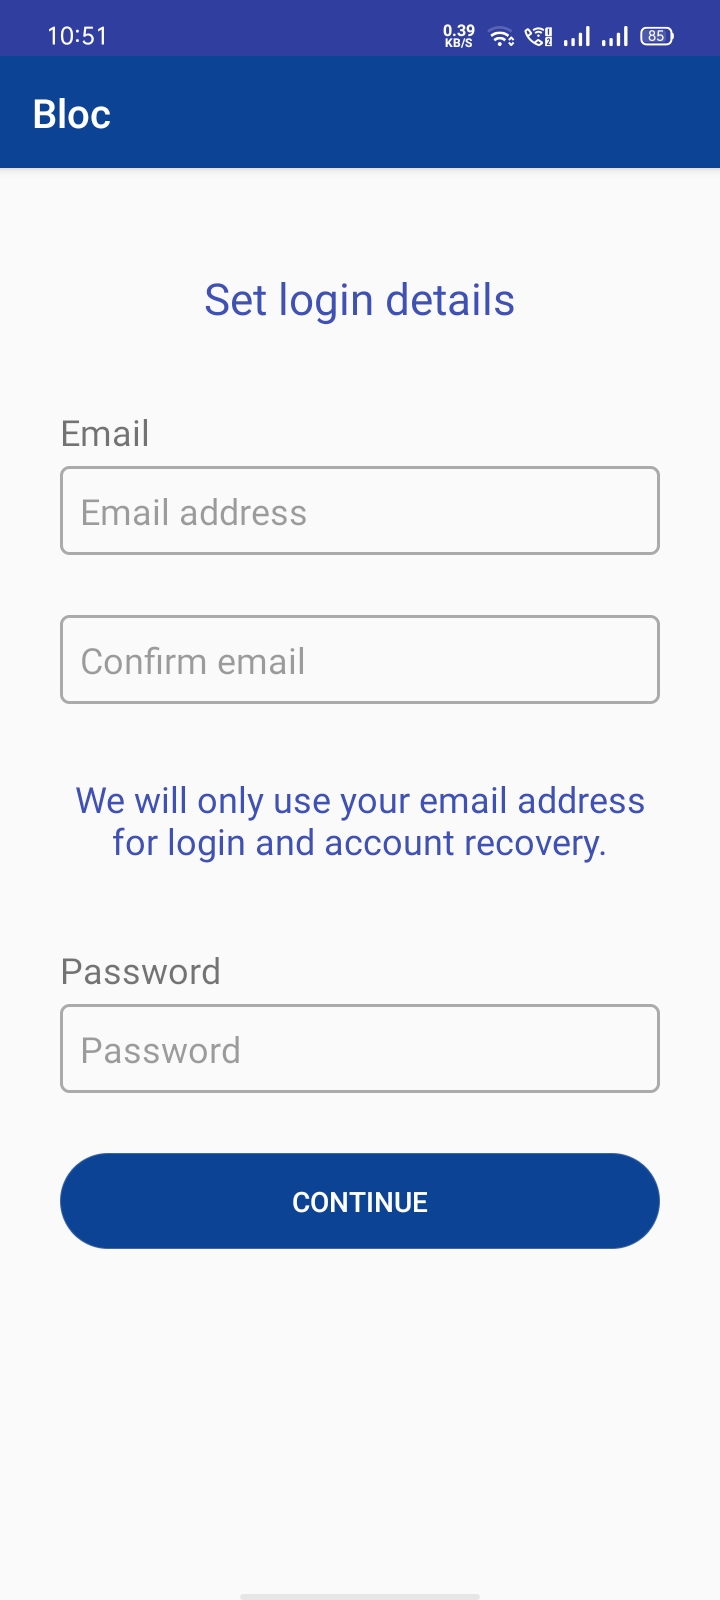 10:51
0.39
KB/S
85
Bloc
Set login details
Email
Email address
Confirm email
We will only use your email address
for login and account recovery.
Password
Password
CONTINUE